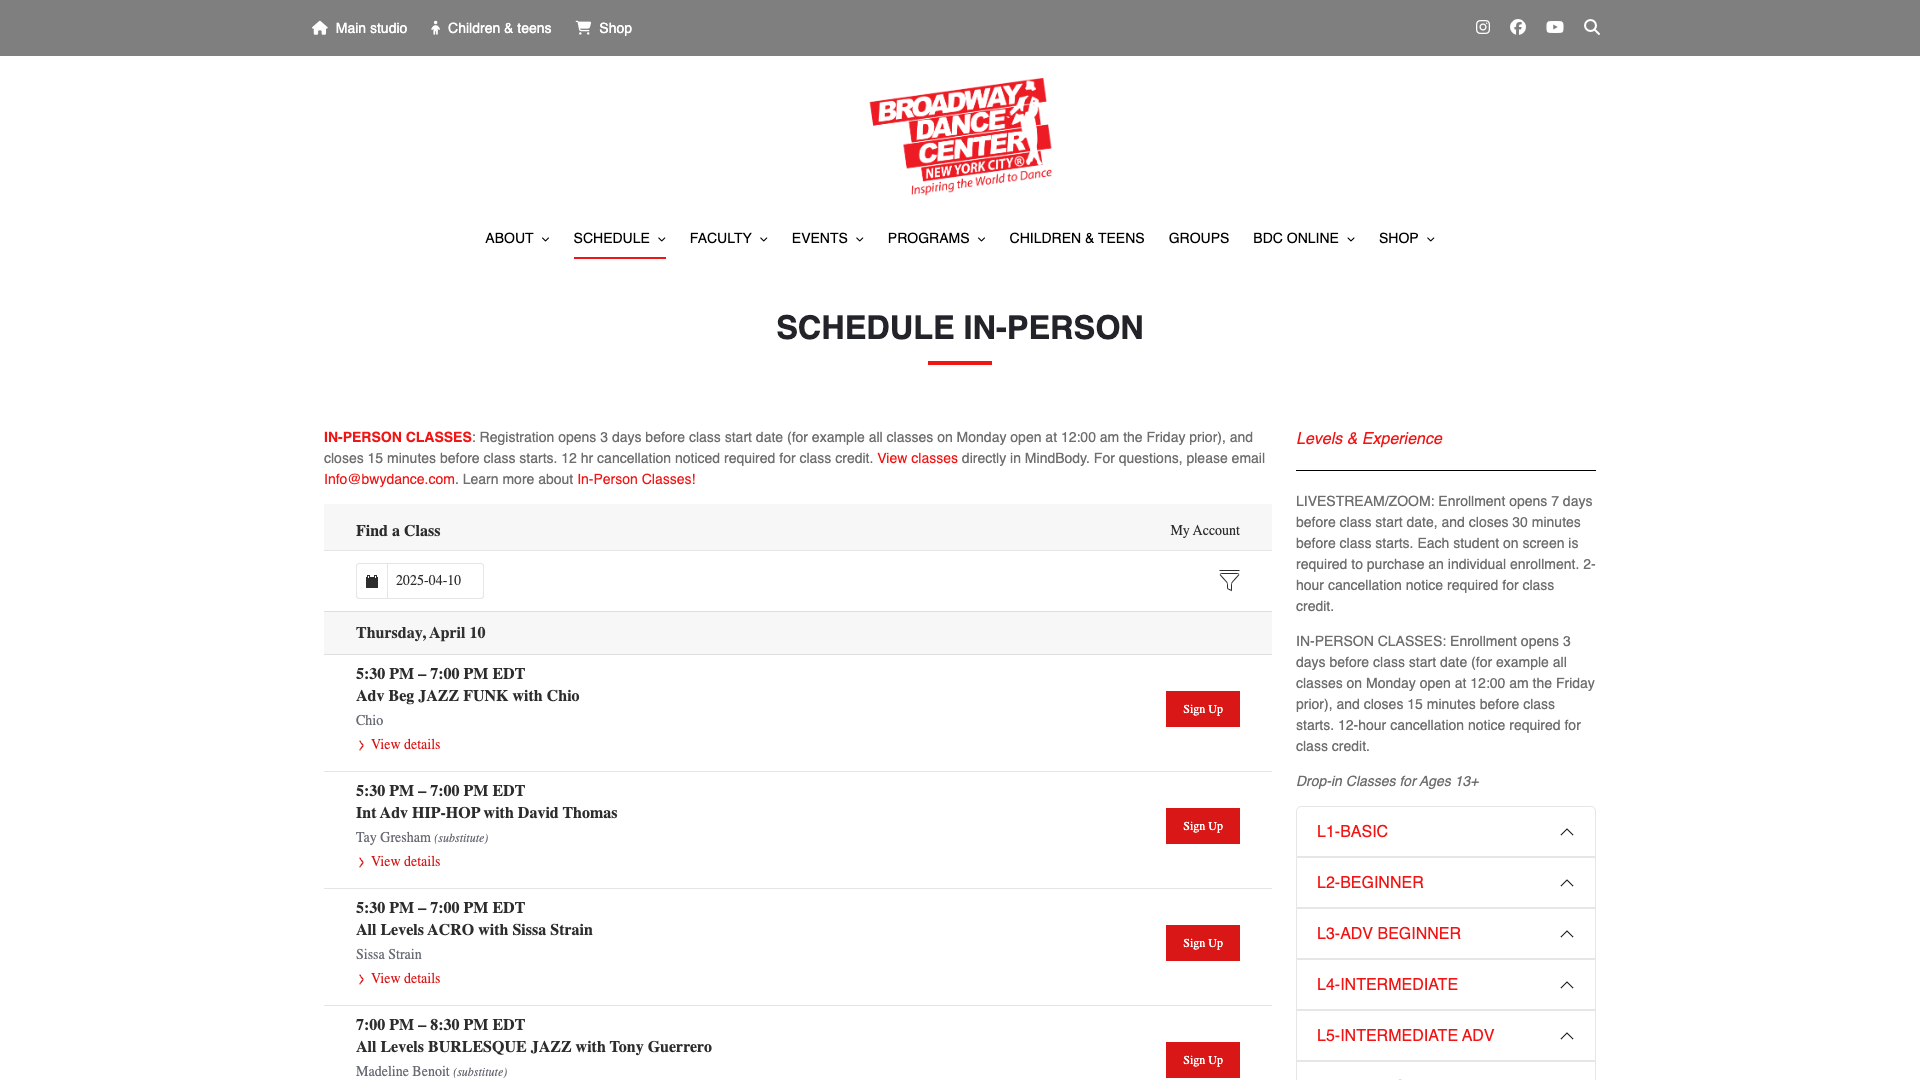 Main studio
Children & teens
Shop
BROADWAY
DANCE
CENTER
NEW YORK CITY®
Inspiring the World to Dance
ABOUT
SCHEDULE
FACULTY
EVENTS
PROGRAMS
CHILDREN & TEENS
GROUPS
BDC ONLINE
SHOP
SCHEDULE IN-PERSON
IN-PERSON CLASSES: Registration opens 3 days before class start date (for example all classes on Monday open at 12:00 am the Friday prior), and
closes 15 minutes before class starts. 12 hr cancellation noticed required for class credit. View classes directly in MindBody. For questions, please email
Info@bwydance.com. Learn more about In-Person Classes!
Find a Class
My Account
2025-04-10
Thursday, April 10
5:30 PM – 7:00 PM EDT
Adv Beg JAZZ FUNK with Chio
Chio
View details
Sign Up
5:30 PM – 7:00 PM EDT
Int Adv HIP-HOP with David Thomas
Tay Gresham (substitute)
View details
Sign Up
5:30 PM – 7:00 PM EDT
All Levels ACRO with Sissa Strain
Sissa Strain
View details
Sign Up
7:00 PM – 8:30 PM EDT
All Levels BURLESQUE JAZZ with Tony Guerrero
Madeline Benoit (substitute)
Sign Up
Levels & Experience
LIVESTREAM/ZOOM: Enrollment opens 7 days
before class start date, and closes 30 minutes
before class starts. Each student on screen is
required to purchase an individual enrollment. 2-
hour cancellation notice required for class
credit.
IN-PERSON CLASSES: Enrollment opens 3
days before class start date (for example all
classes on Monday open at 12:00 am the Friday
prior), and closes 15 minutes before class
starts. 12-hour cancellation notice required for
class credit.
Drop-in Classes for Ages 13+
L1-BASIC
L2-BEGINNER
L3-ADV BEGINNER
L4-INTERMEDIATE
L5-INTERMEDIATE ADV